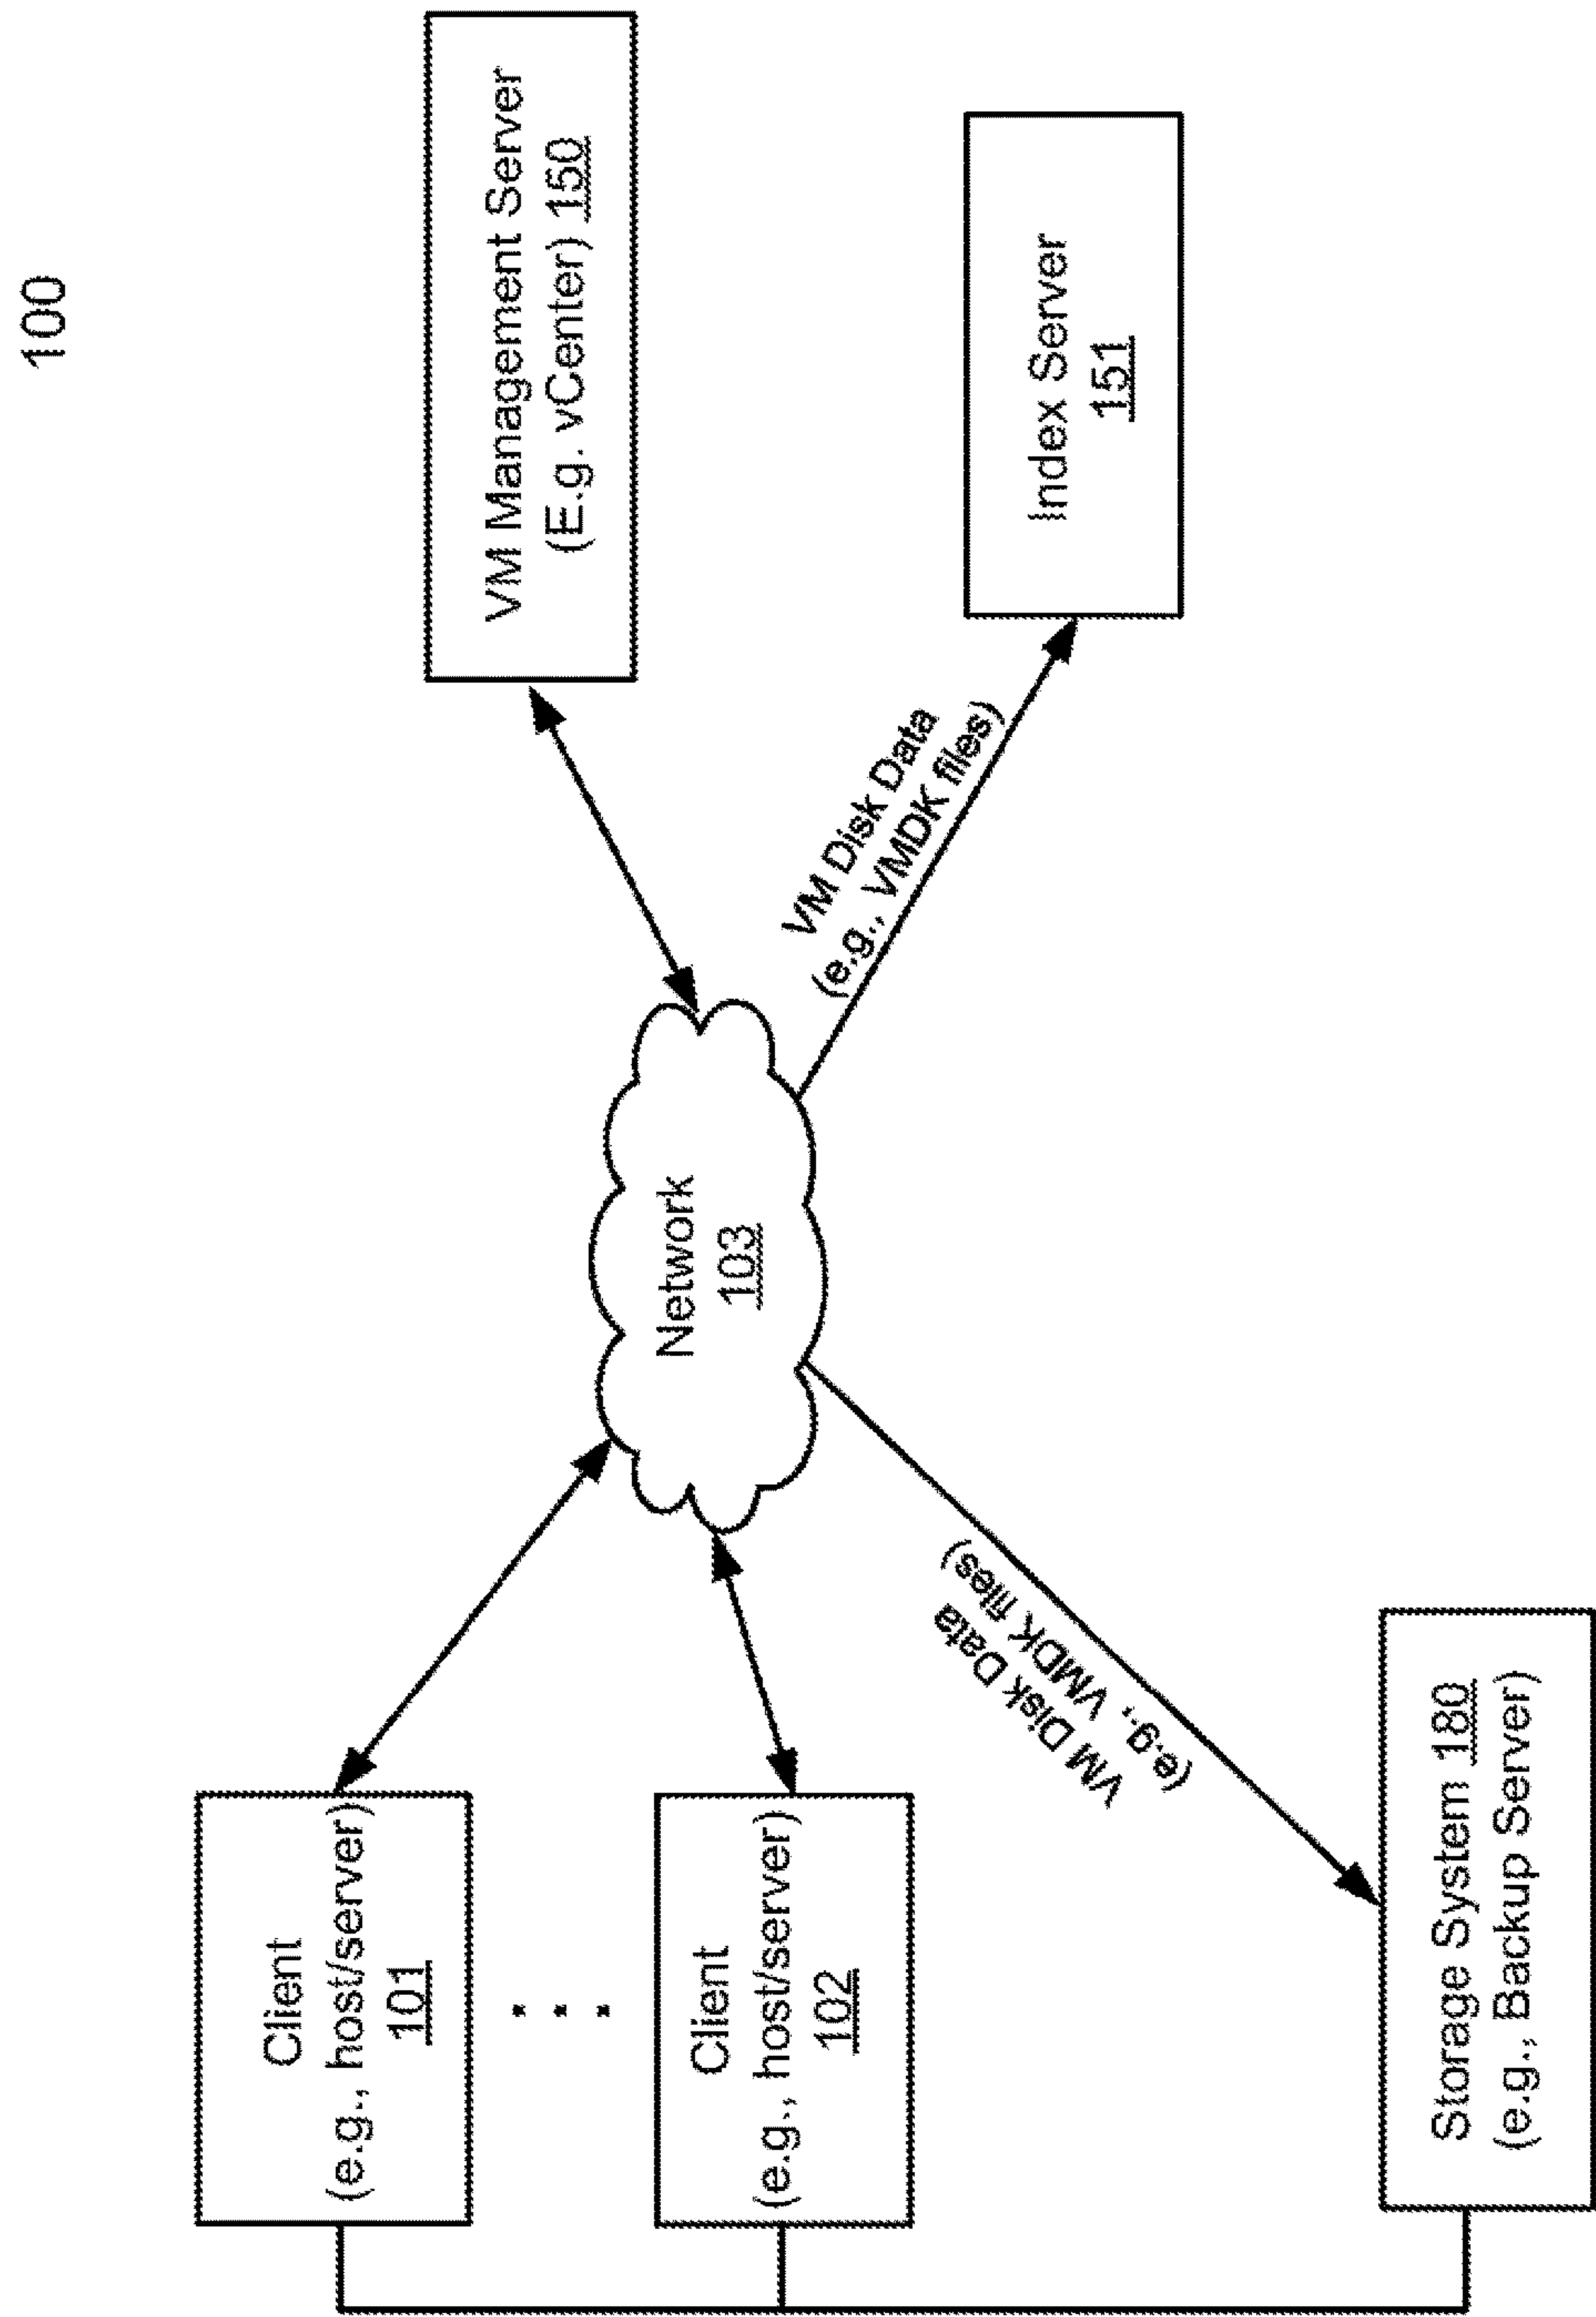 100
Client
(e.g., host/server)
101
VM Management Server
(E.g. vCenter) 150
Client
(e.g., host/server)
102
Network
103
VM Disk Data
(e.g., VMDK files)
Index Server
151
VM Disk Data
(e.g., VMDK files)
Storage System 180
(e.g., Backup Server)